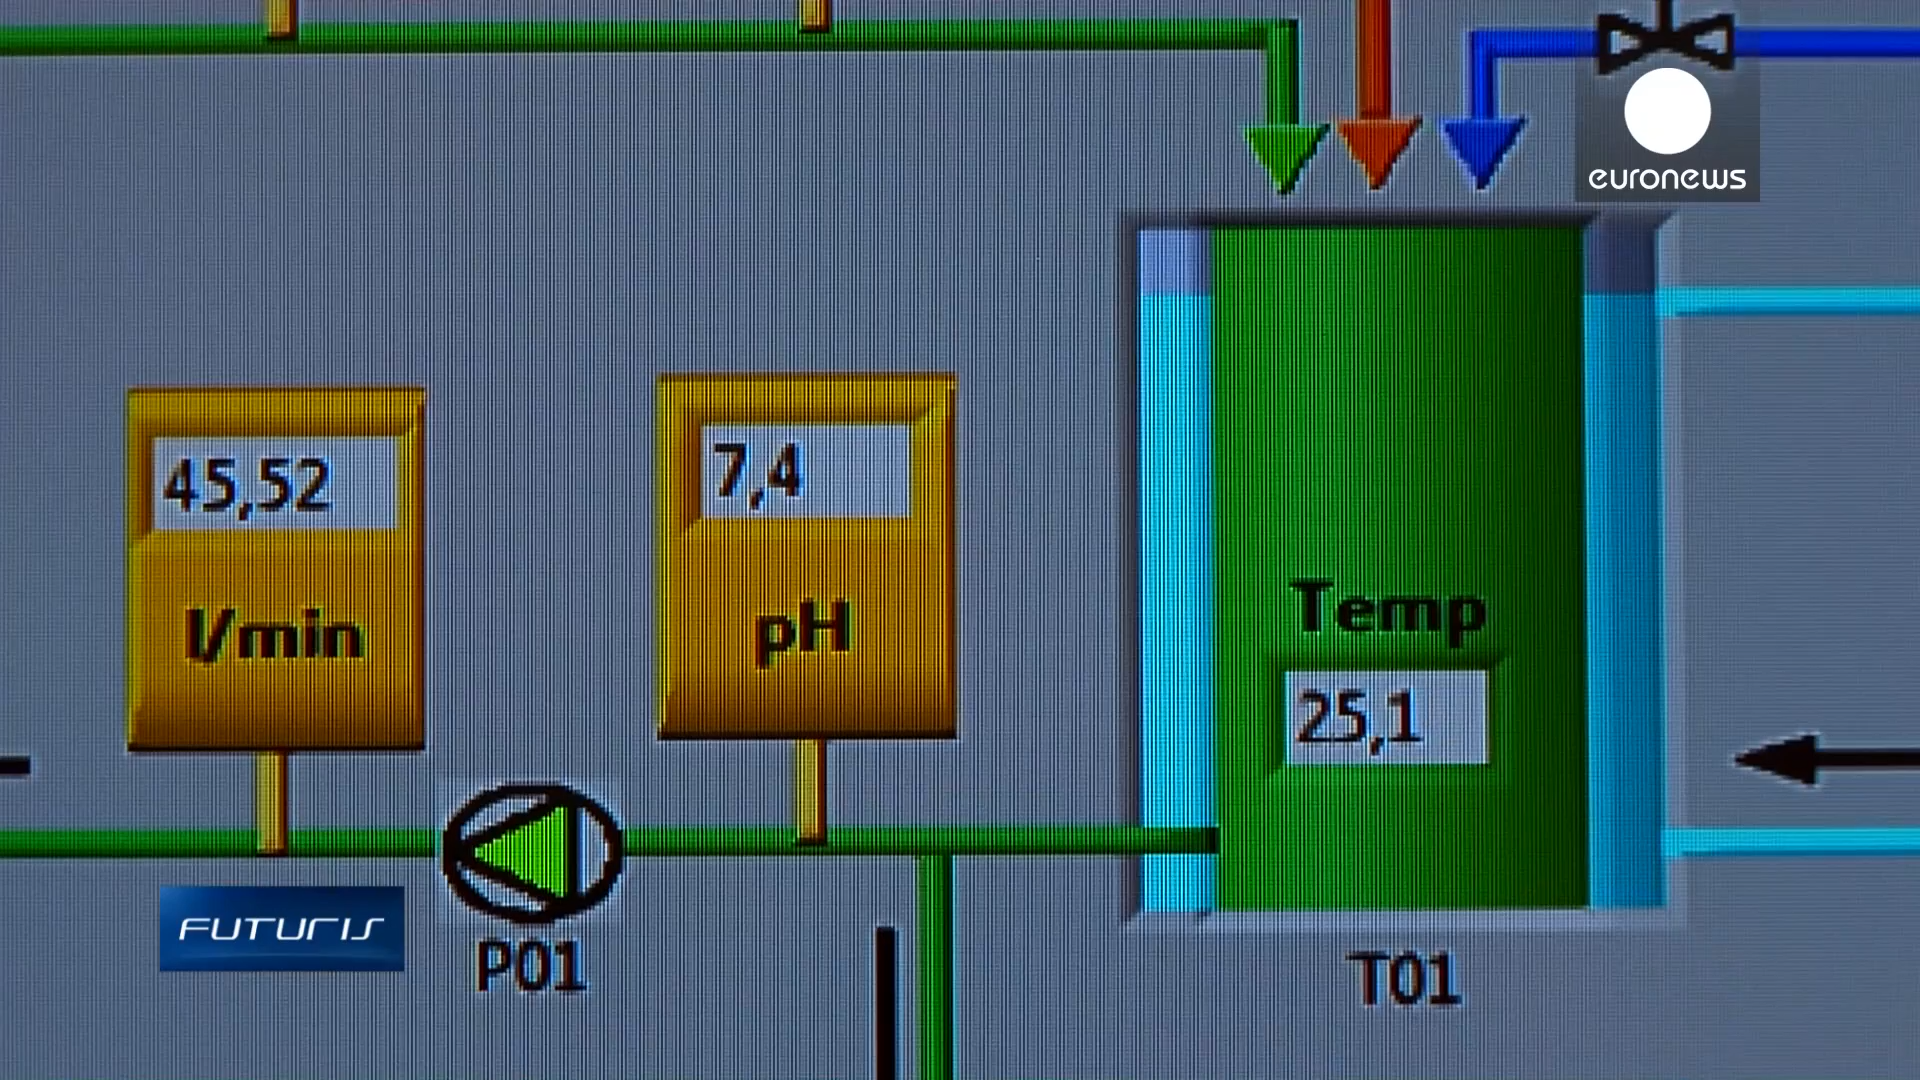 euronews
45,52
l/min
7,4
pH
Temp
25,1
FUTURIS
P01
T01